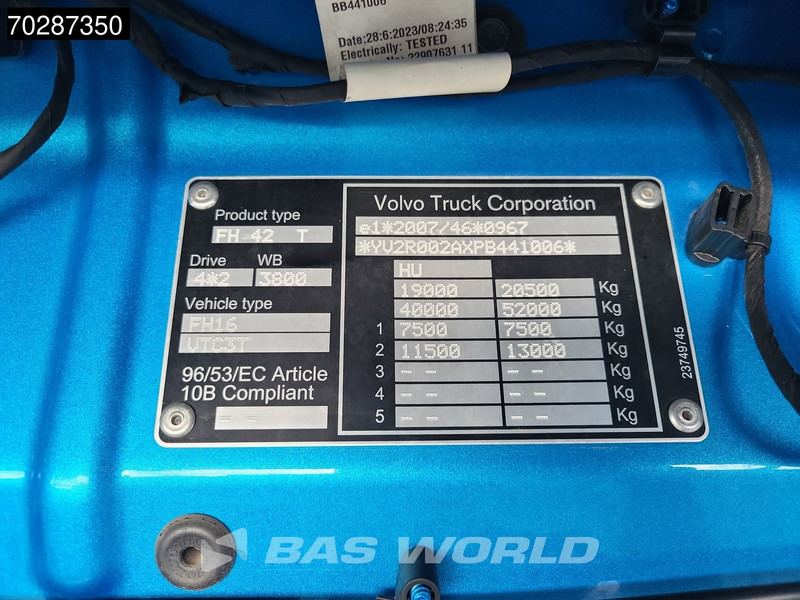 70287350
BB441006
Date:28:6:2023/08:24:35
Electrically: TESTED
No: 22907631 11
Product type
FH 42 T
Drive WB
4*2 3800
Vehicle type
FH16
VTC3T
96/53/EC Article
10B Compliant
- -
Volvo Truck Corporation
e1*2007/46*0967
*YV2R002AXPB441006*
HU
19000 20500 Kg
40000 52000 Kg
1 7500 7500 Kg
2 11500 13000 Kg
3 -- -- Kg
4 -- -- Kg
5 -- -- Kg
23749745
BAS WORLD